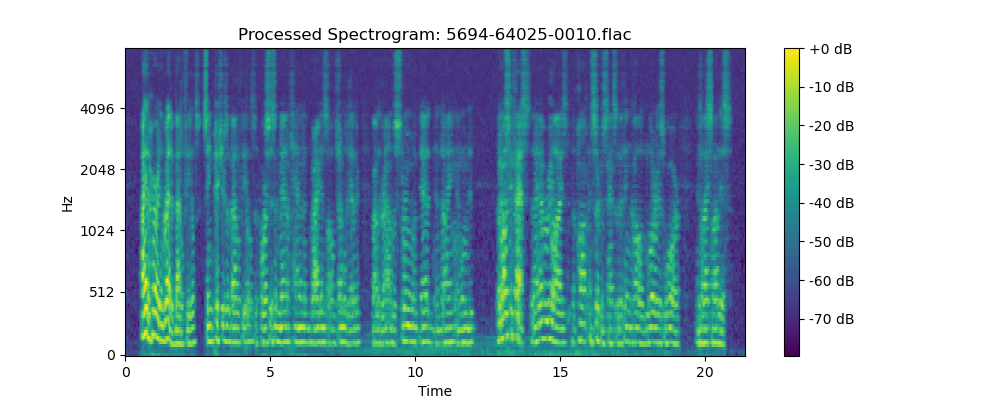 Processed Spectrogram: 5694-64025-0010.flac
Hz
4096
2048
1024
512
0
0 5 10 15 20
Time
+0 dB
-10 dB
-20 dB
-30 dB
-40 dB
-50 dB
-60 dB
-70 dB